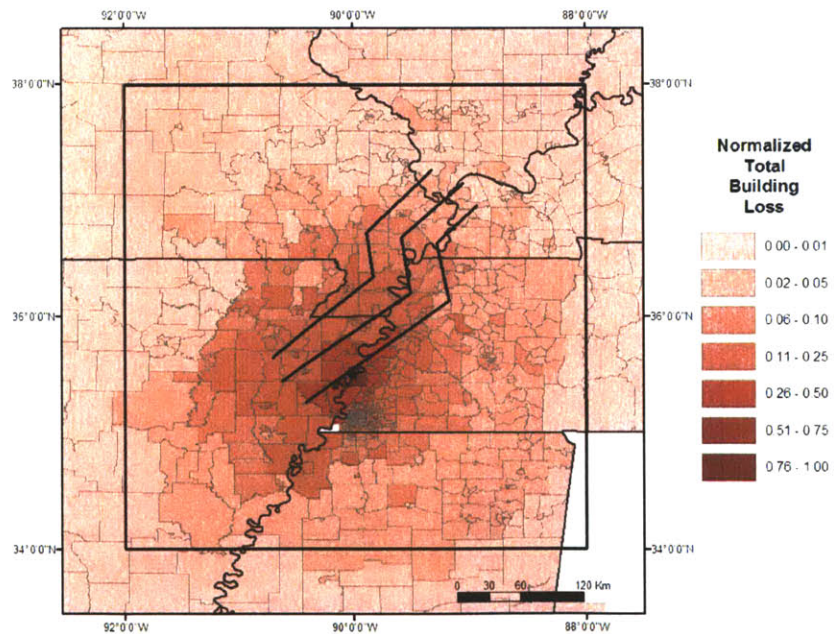 92°0'0"W 90°0'0"W 88°0'0"W
38°0'0"N 38°0'0"N
Normalized
Total
Building
Loss
0 00 - 0 01
0 02 - 0 05
0 06 - 0 10
0 11 - 0 25
0 26 - 0 50
0 51 - 0 75
0 76 - 1 00
36°0'0"N 36°0'0"N
34°0'0"N 34°0'0"N
0 30 60 120 Km
92°0'0"W 90°0'0"W 88°0'0"W